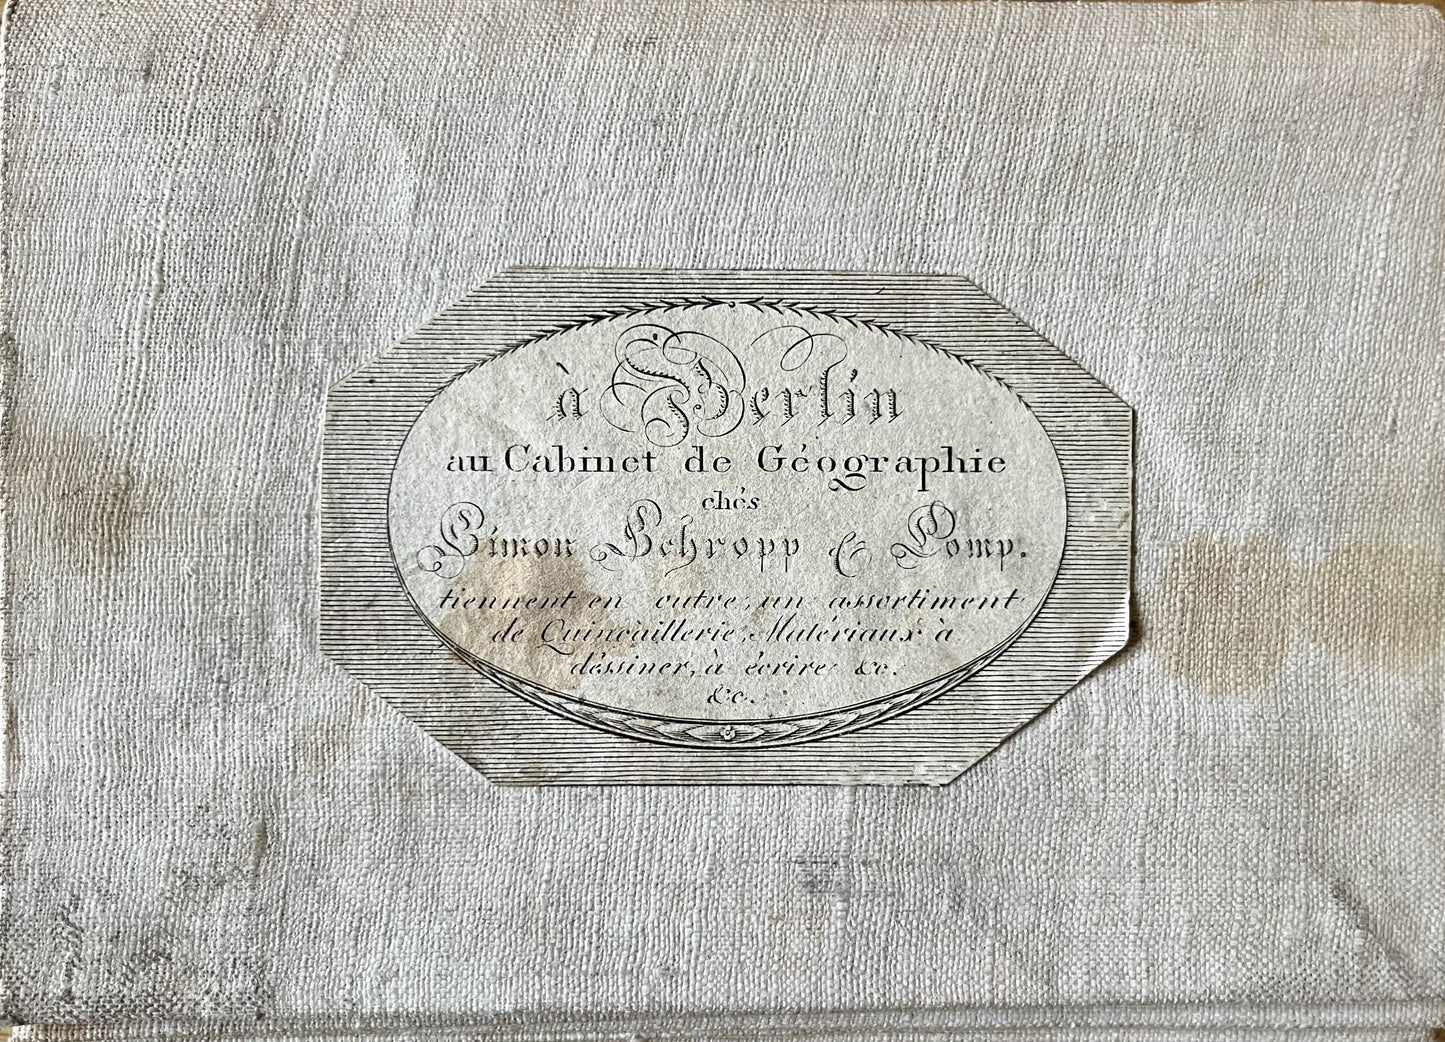 à Berlin
au Cabinet de Géographie
chés
Simon Schropp & Comp.
tiennent en outre, un assortiment
de Quincaillerie, Matériaux à
déssiner, à écrire &c.
&c.